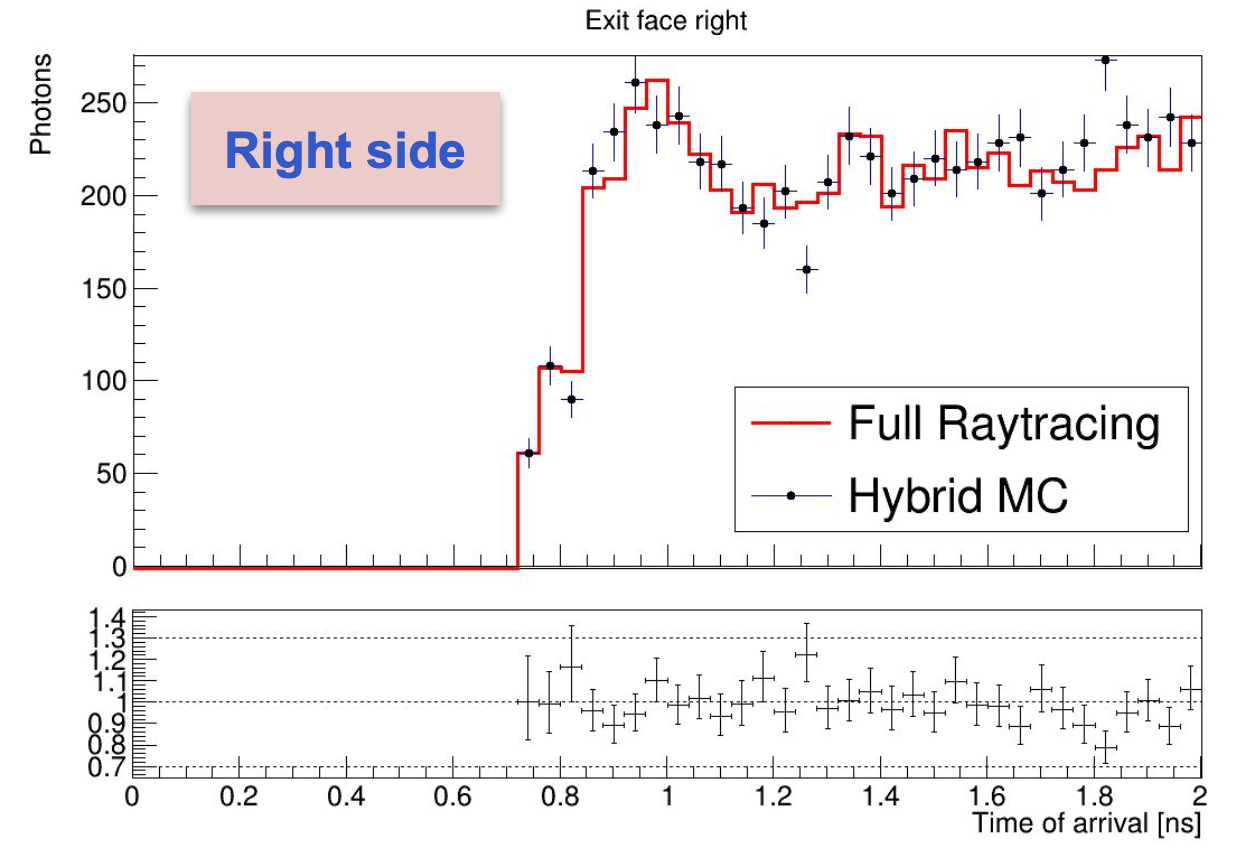 Exit face right
Photons
Right side
250
200
150
100
50
0
Full Raytracing
Hybrid MC
1.4
1.3
1.2
1.1
1
0.9
0.8
0.7
0 0.2 0.4 0.6 0.8 1 1.2 1.4 1.6 1.8 2
Time of arrival [ns]